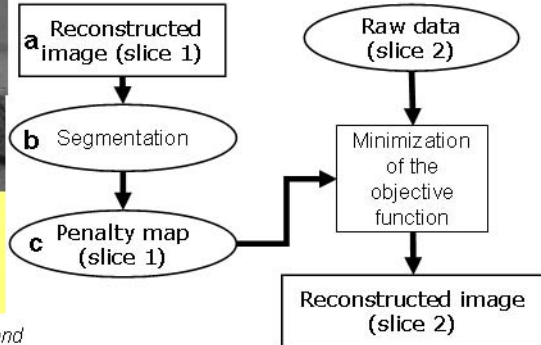 a Reconstructed
image (slice 1)
b Segmentation
c Penalty map
(slice 1)
Raw data
(slice 2)
Minimization
of the
objective
function
Reconstructed image
(slice 2)
and